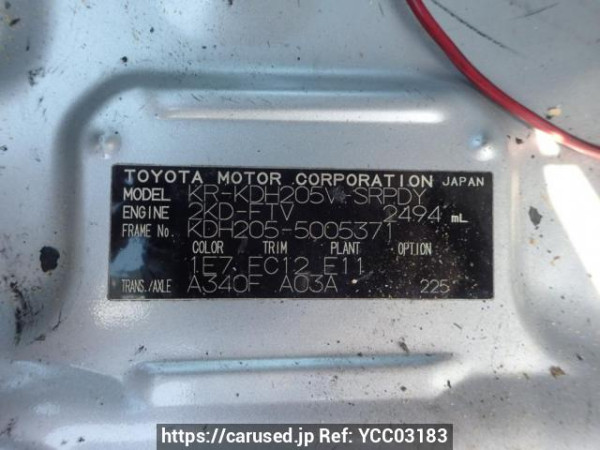 TOYOTA MOTOR CORPORATION JAPAN
MODEL KR-KDH205V-SRPDY
ENGINE 2KD-FTV 2494 mL
FRAME No. KDH205-5005371
COLOR TRIM PLANT OPTION
1E7 EC12 E11
TRANS./AXLE A340F A03A 225
https://carused.jp Ref: YCC03183